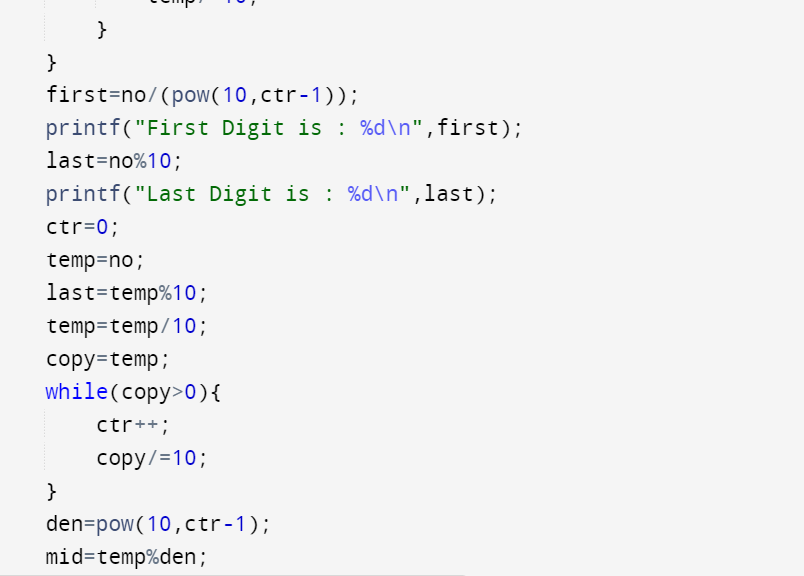 }
}
first=no/(pow(10,ctr-1));
printf("First Digit is : %d\n",first);
last=no%10;
printf("Last Digit is : %d\n",last);
ctr=0;
temp=no;
last=temp%10;
temp=temp/10;
copy=temp;
while(copy>0){
ctr++;
copy/=10;
}
den=pow(10,ctr-1);
mid=temp%den;